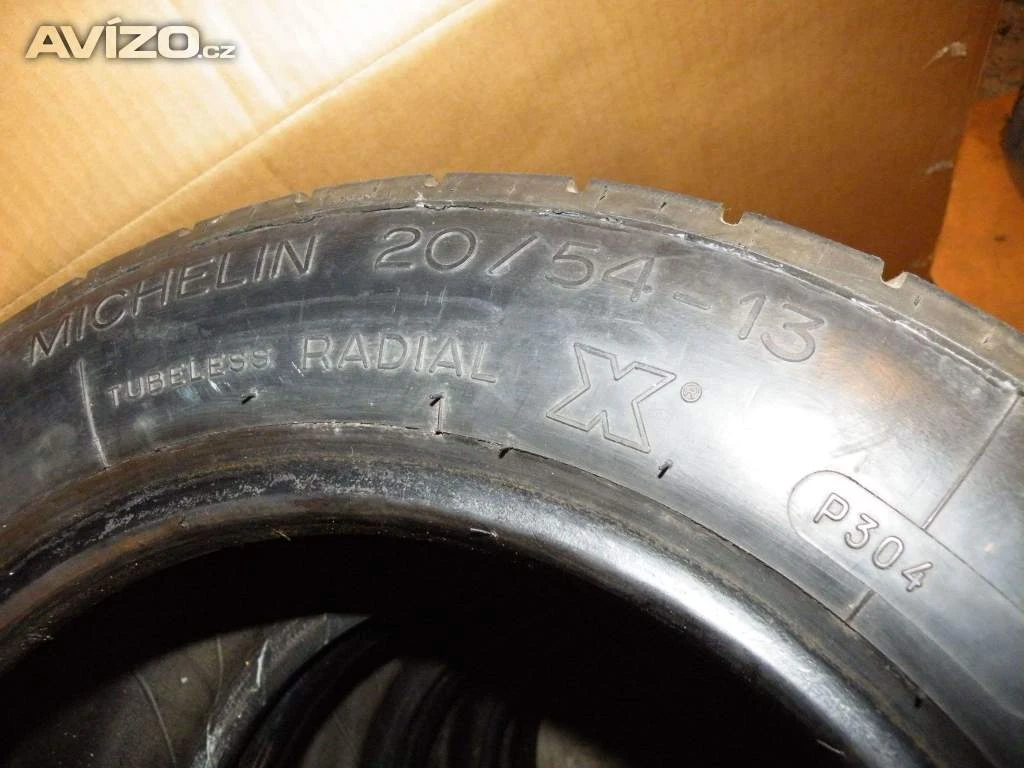 AVÍZO.cz
MICHELIN 20/54-13
TUBELESS RADIAL X®
P304